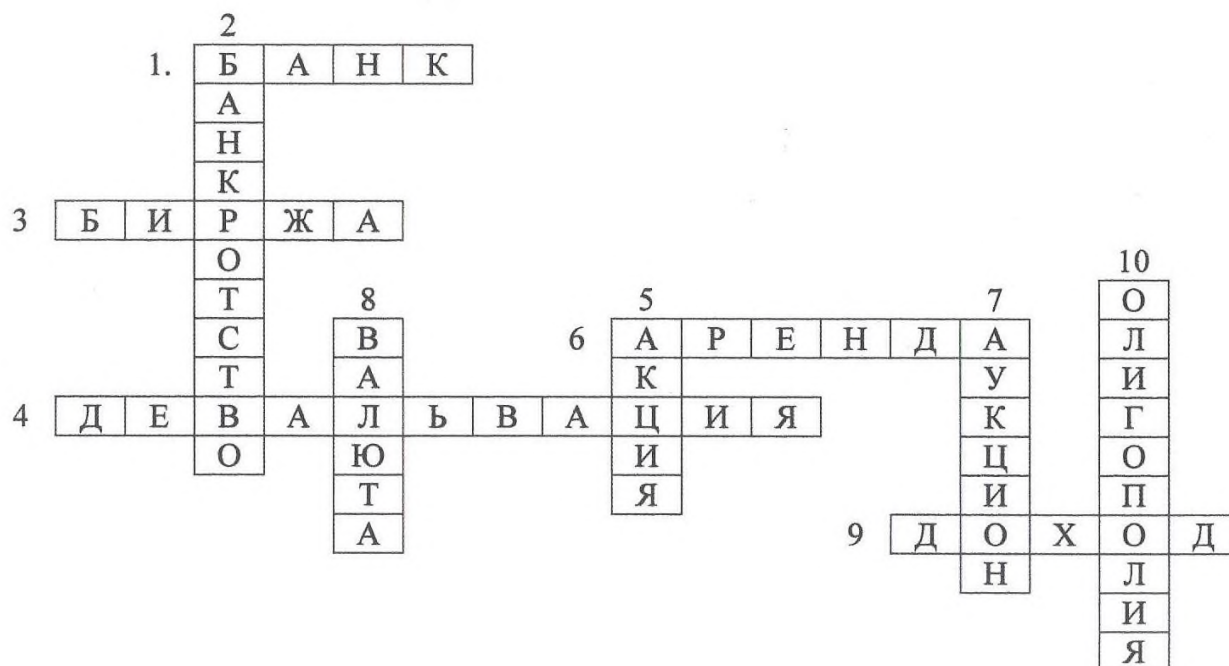 2
1. Б А Н К
А
Н
К
3 Б И Р Ж А
О 10
Т 8 5 7 О
С В 6 А Р Е Н Д А Л
Т А К У И
4 Д Е В А Л Ь В А Ц И Я К Г
О Ю И Ц О
Т Я И П
А 9 Д О Х О Д
Н Л
И
Я